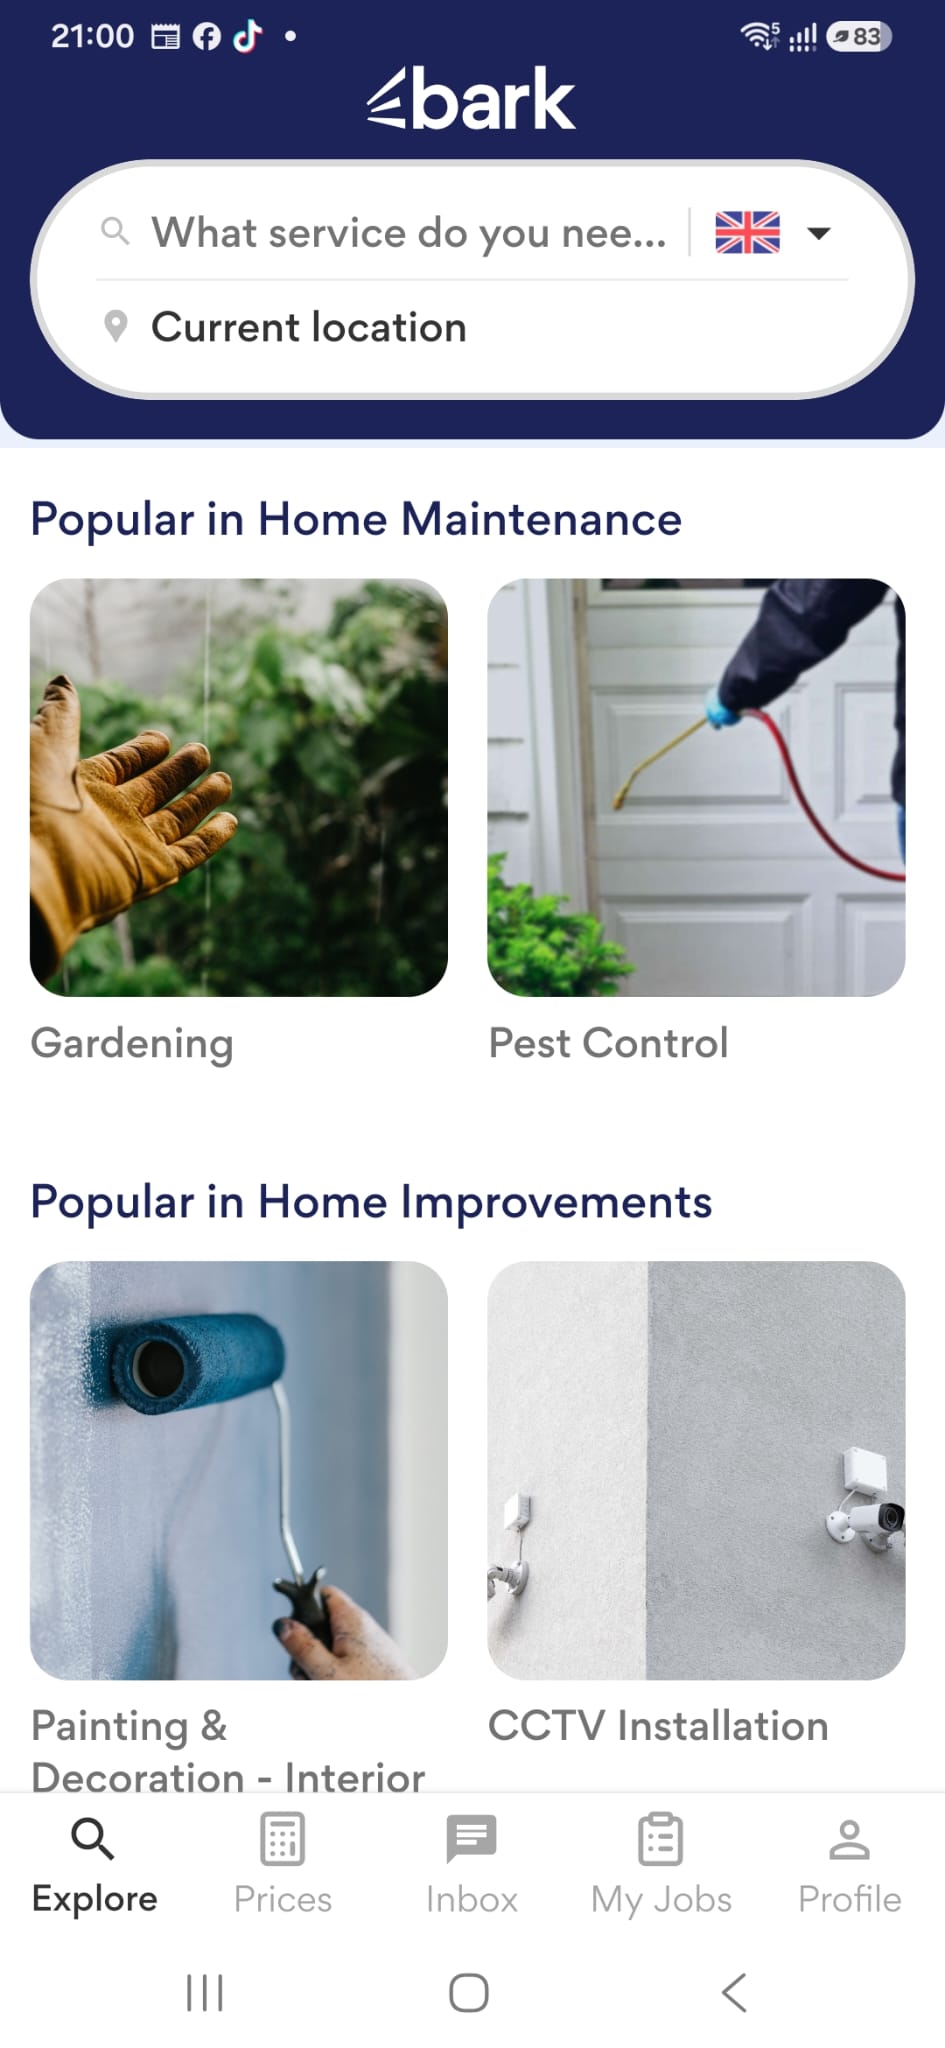 21:00
5
83
bark
What service do you nee...
Current location
Popular in Home Maintenance
Gardening
Pest Control
Popular in Home Improvements
Painting &
Decoration - Interior
CCTV Installation
Explore
Prices
Inbox
My Jobs
Profile